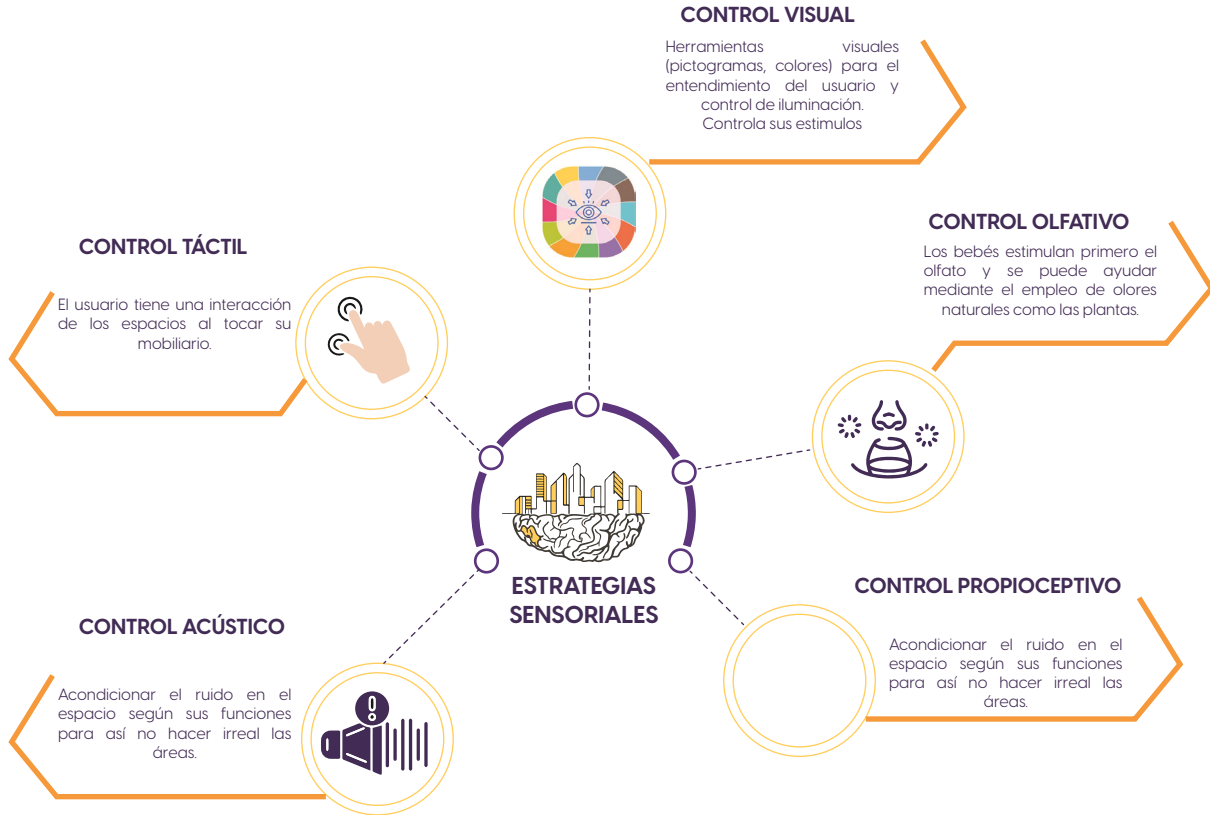 CONTROL VISUAL
Herramientas visuales
(pictogramas, colores) para el
entendimiento del usuario y
control de iluminación.
Controla sus estimulos
CONTROL OLFATIVO
Los bebés estimulan primero el
olfato y se puede ayudar
mediante el empleo de olores
naturales como las plantas.
CONTROL TÁCTIL
El usuario tiene una interacción
de los espacios al tocar su
mobiliario.
ESTRATEGIAS
SENSORIALES
CONTROL PROPIOCEPTIVO
Acondicionar el ruido en el
espacio según sus funciones
para así no hacer irreal las
áreas.
CONTROL ACÚSTICO
Acondicionar el ruido en el
espacio según sus funciones
para así no hacer irreal las
áreas.